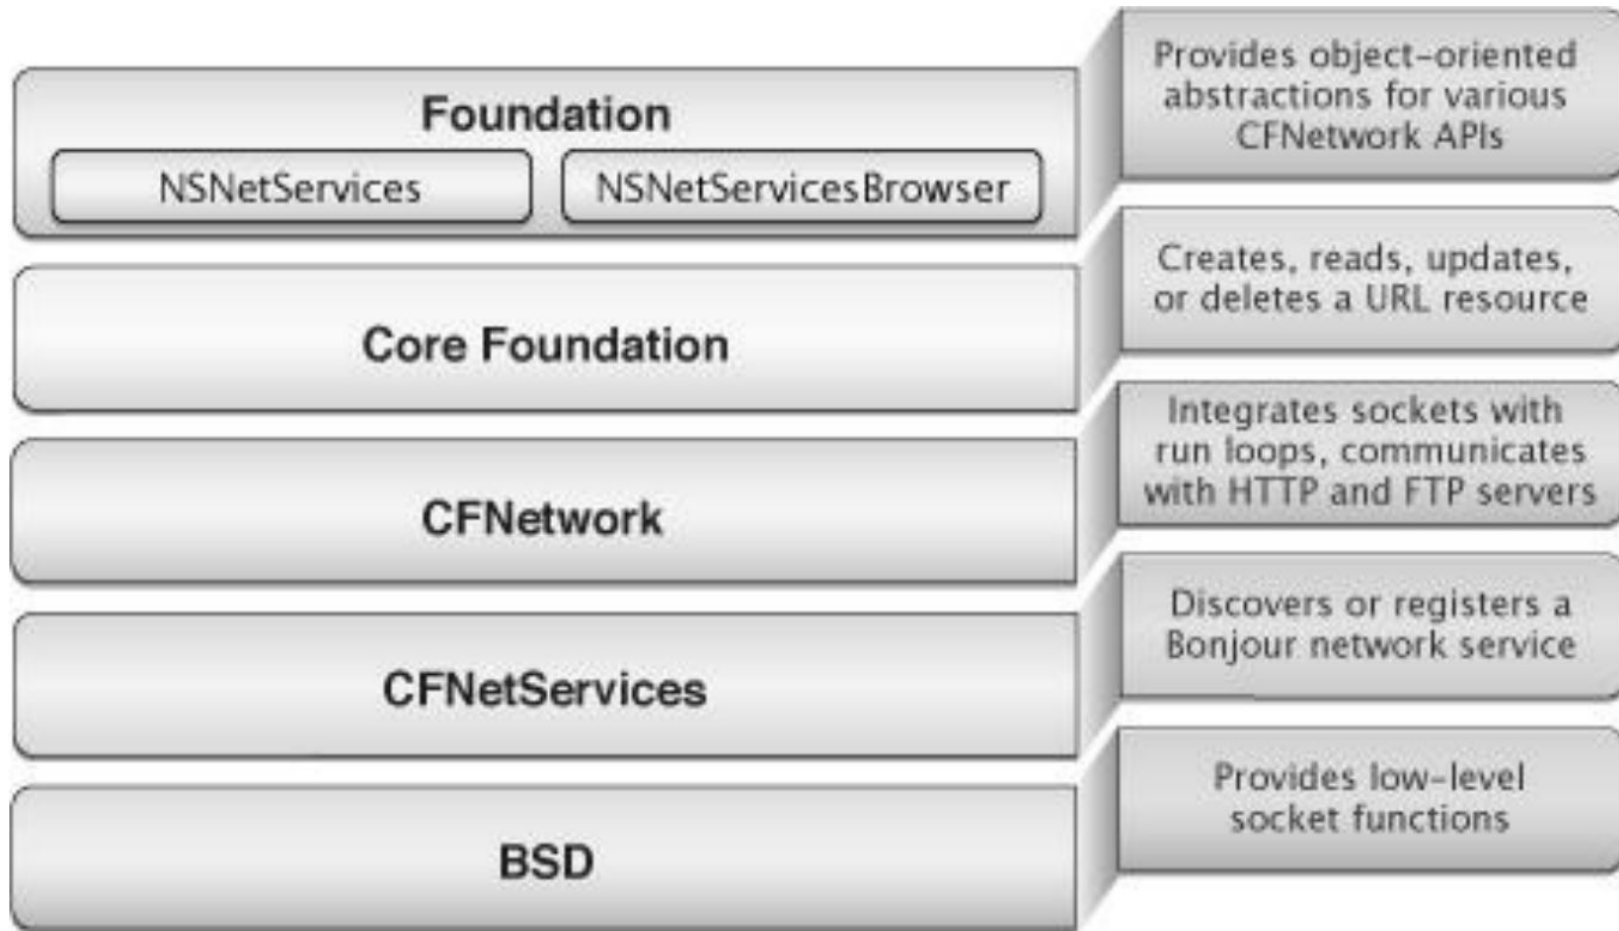 Foundation
NSNetServices
NSNetServicesBrowser
Provides object-oriented
abstractions for various
CFNetwork APIs
Core Foundation
Creates, reads, updates,
or deletes a URL resource
CFNetwork
Integrates sockets with
run loops, communicates
with HTTP and FTP servers
CFNetServices
Discovers or registers a
Bonjour network service
BSD
Provides low-level
socket functions